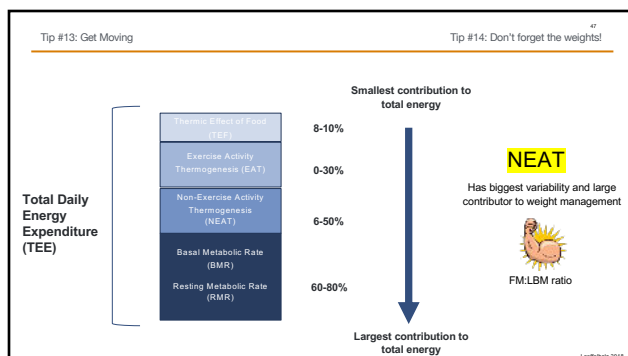 47
Tip #13: Get Moving
Tip #14: Don't forget the weights!
Smallest contribution to
total energy
Thermic Effect of Food
(TEF)
8-10%
Exercise Activity
Thermogenesis (EAT)
0-30%
Non-Exercise Activity
Thermogenesis
(NEAT)
6-50%
Basal Metabolic Rate
(BMR)
Resting Metabolic Rate
(RMR)
60-80%
Total Daily
Energy
Expenditure
(TEE)
Largest contribution to
total energy
NEAT
Has biggest variability and large
contributor to weight management
FM:LBM ratio